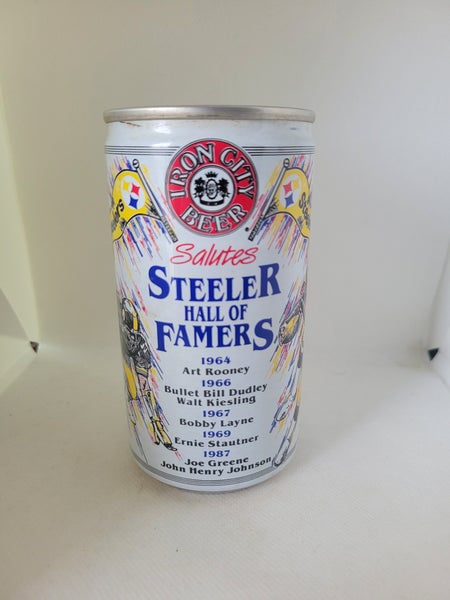 IRON CITY
BEER
Salutes
STEELER
HALL OF
FAMERS
1964
Art Rooney
1966
Bullet Bill Dudley
Walt Kiesling
1967
Bobby Layne
1969
Ernie Stautner
1987
Joe Greene
John Henry Johnson